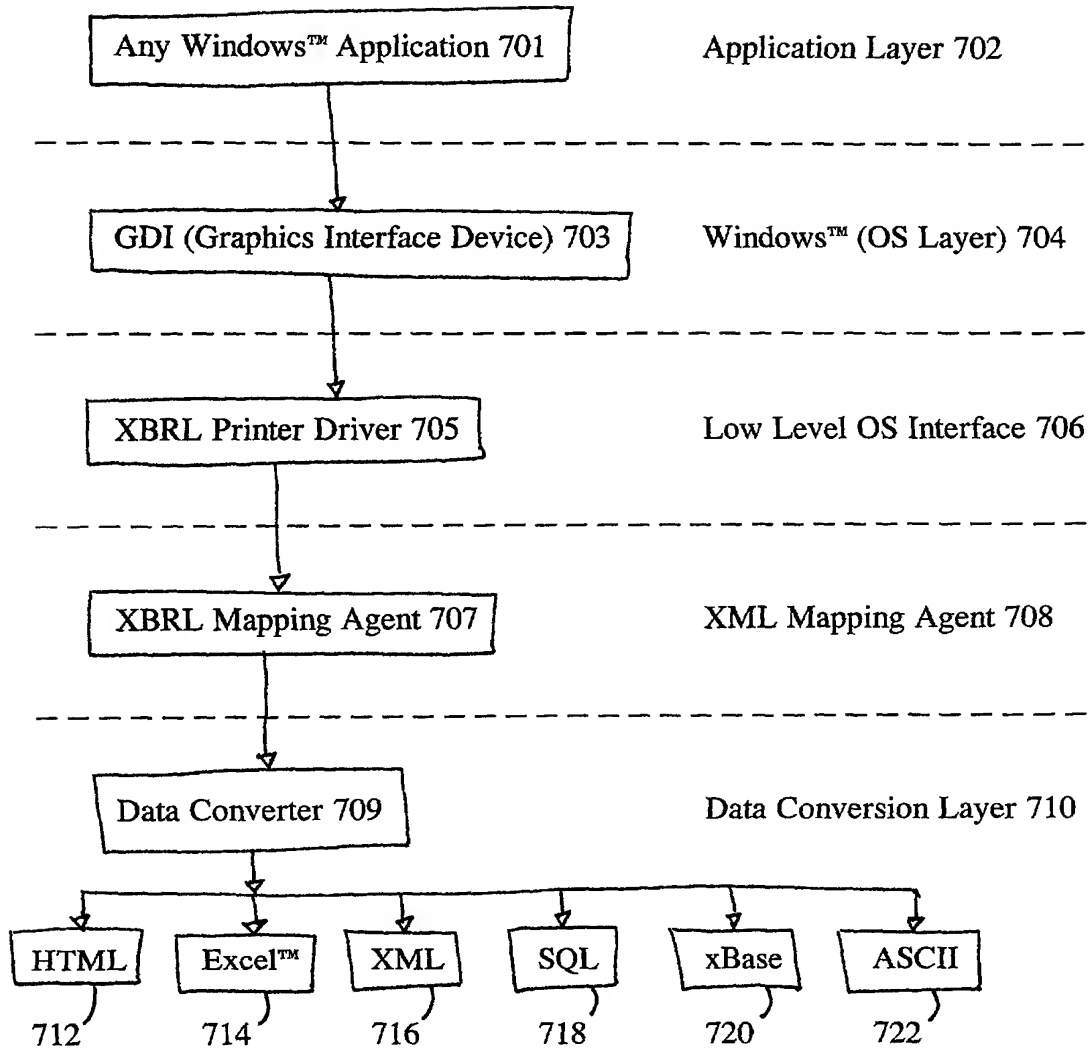 Any Windows™ Application 701
Application Layer 702
GDI (Graphics Interface Device) 703
Windows™ (OS Layer) 704
XBRL Printer Driver 705
Low Level OS Interface 706
XBRL Mapping Agent 707
XML Mapping Agent 708
Data Converter 709
Data Conversion Layer 710
HTML Excel™ XML SQL xBase ASCII
712 714 716 718 720 722